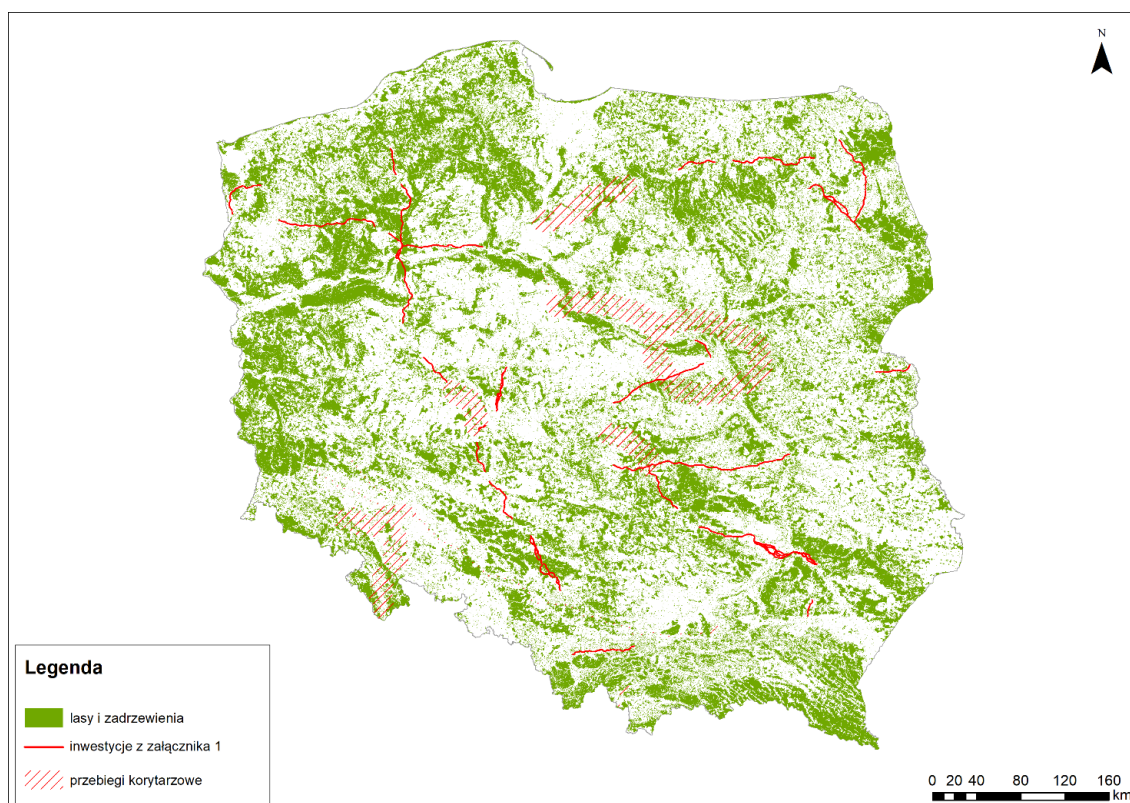 N
Legenda
lasy i zadrzewienia
inwestycje z załącznika 1
przebiegi korytarzowe
0 20 40 80 120 160
km